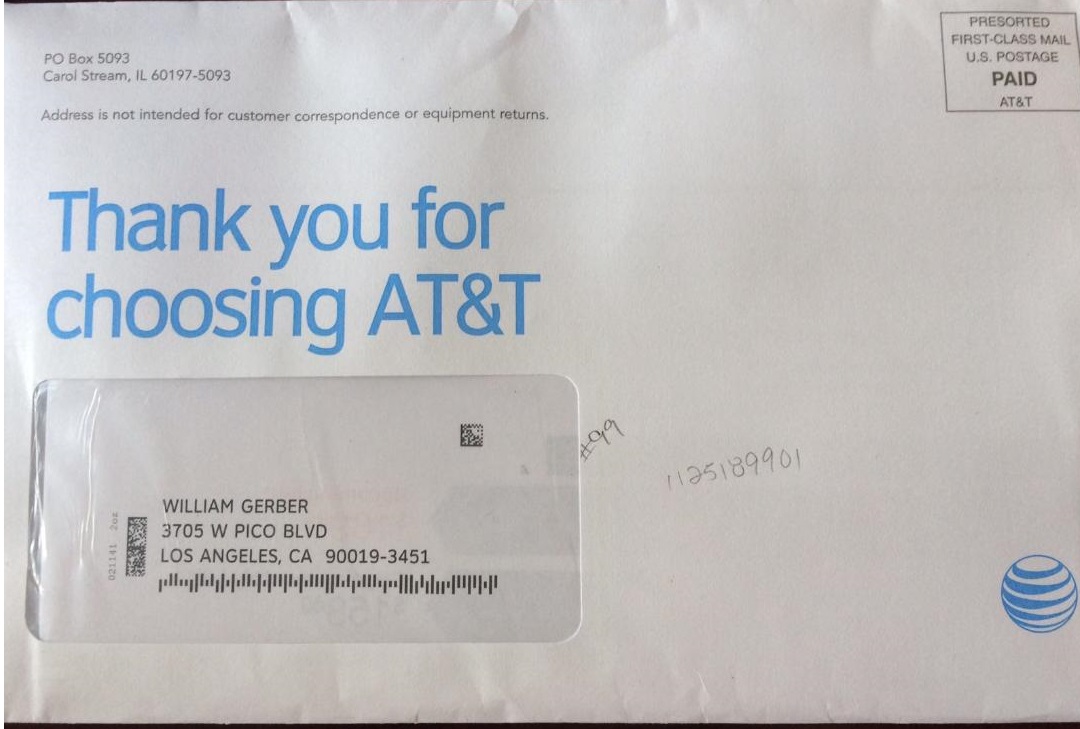 PO Box 5093
Carol Stream, IL 60197-5093
Address is not intended for customer correspondence or equipment returns.
PRESORTED
FIRST-CLASS MAIL
U.S. POSTAGE
PAID
AT&T
Thank you for
choosing AT&T
#99
1125189901
021141 2oz
WILLIAM GERBER
3705 W PICO BLVD
LOS ANGELES, CA 90019-3451